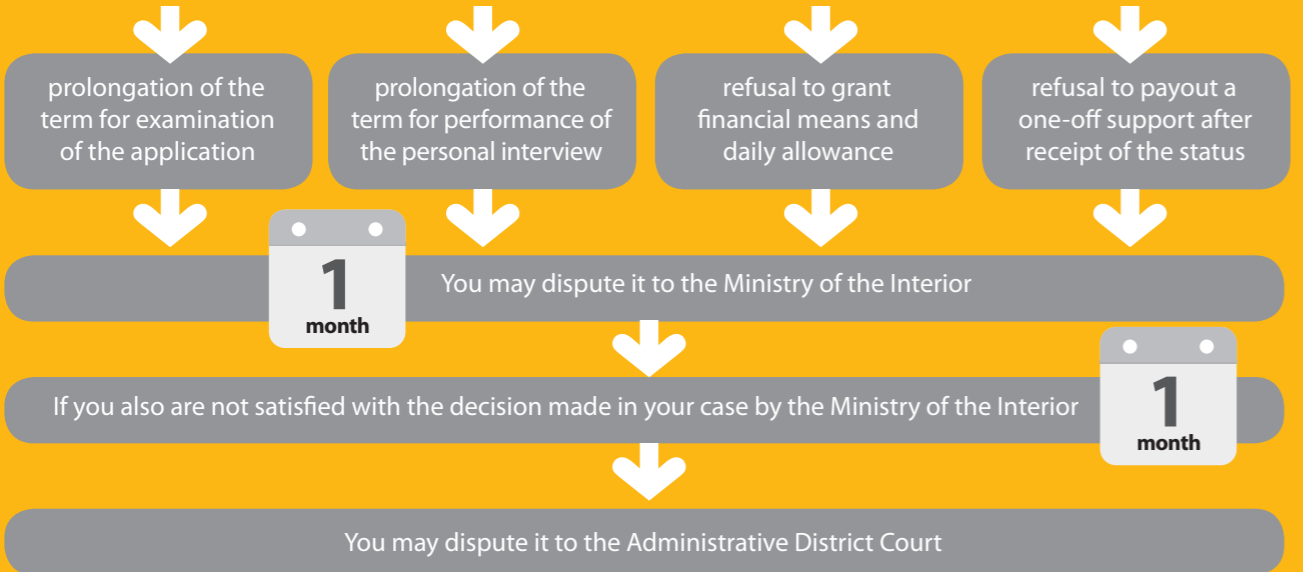 prolongation of the
term for examination
of the application
prolongation of the
term for performance of
the personal interview
refusal to grant
financial means and
daily allowance
refusal to payout a
one-off support after
receipt of the status
1
month
You may dispute it to the Ministry of the Interior
If you also are not satisfied with the decision made in your case by the Ministry of the Interior
1
month
You may dispute it to the Administrative District Court